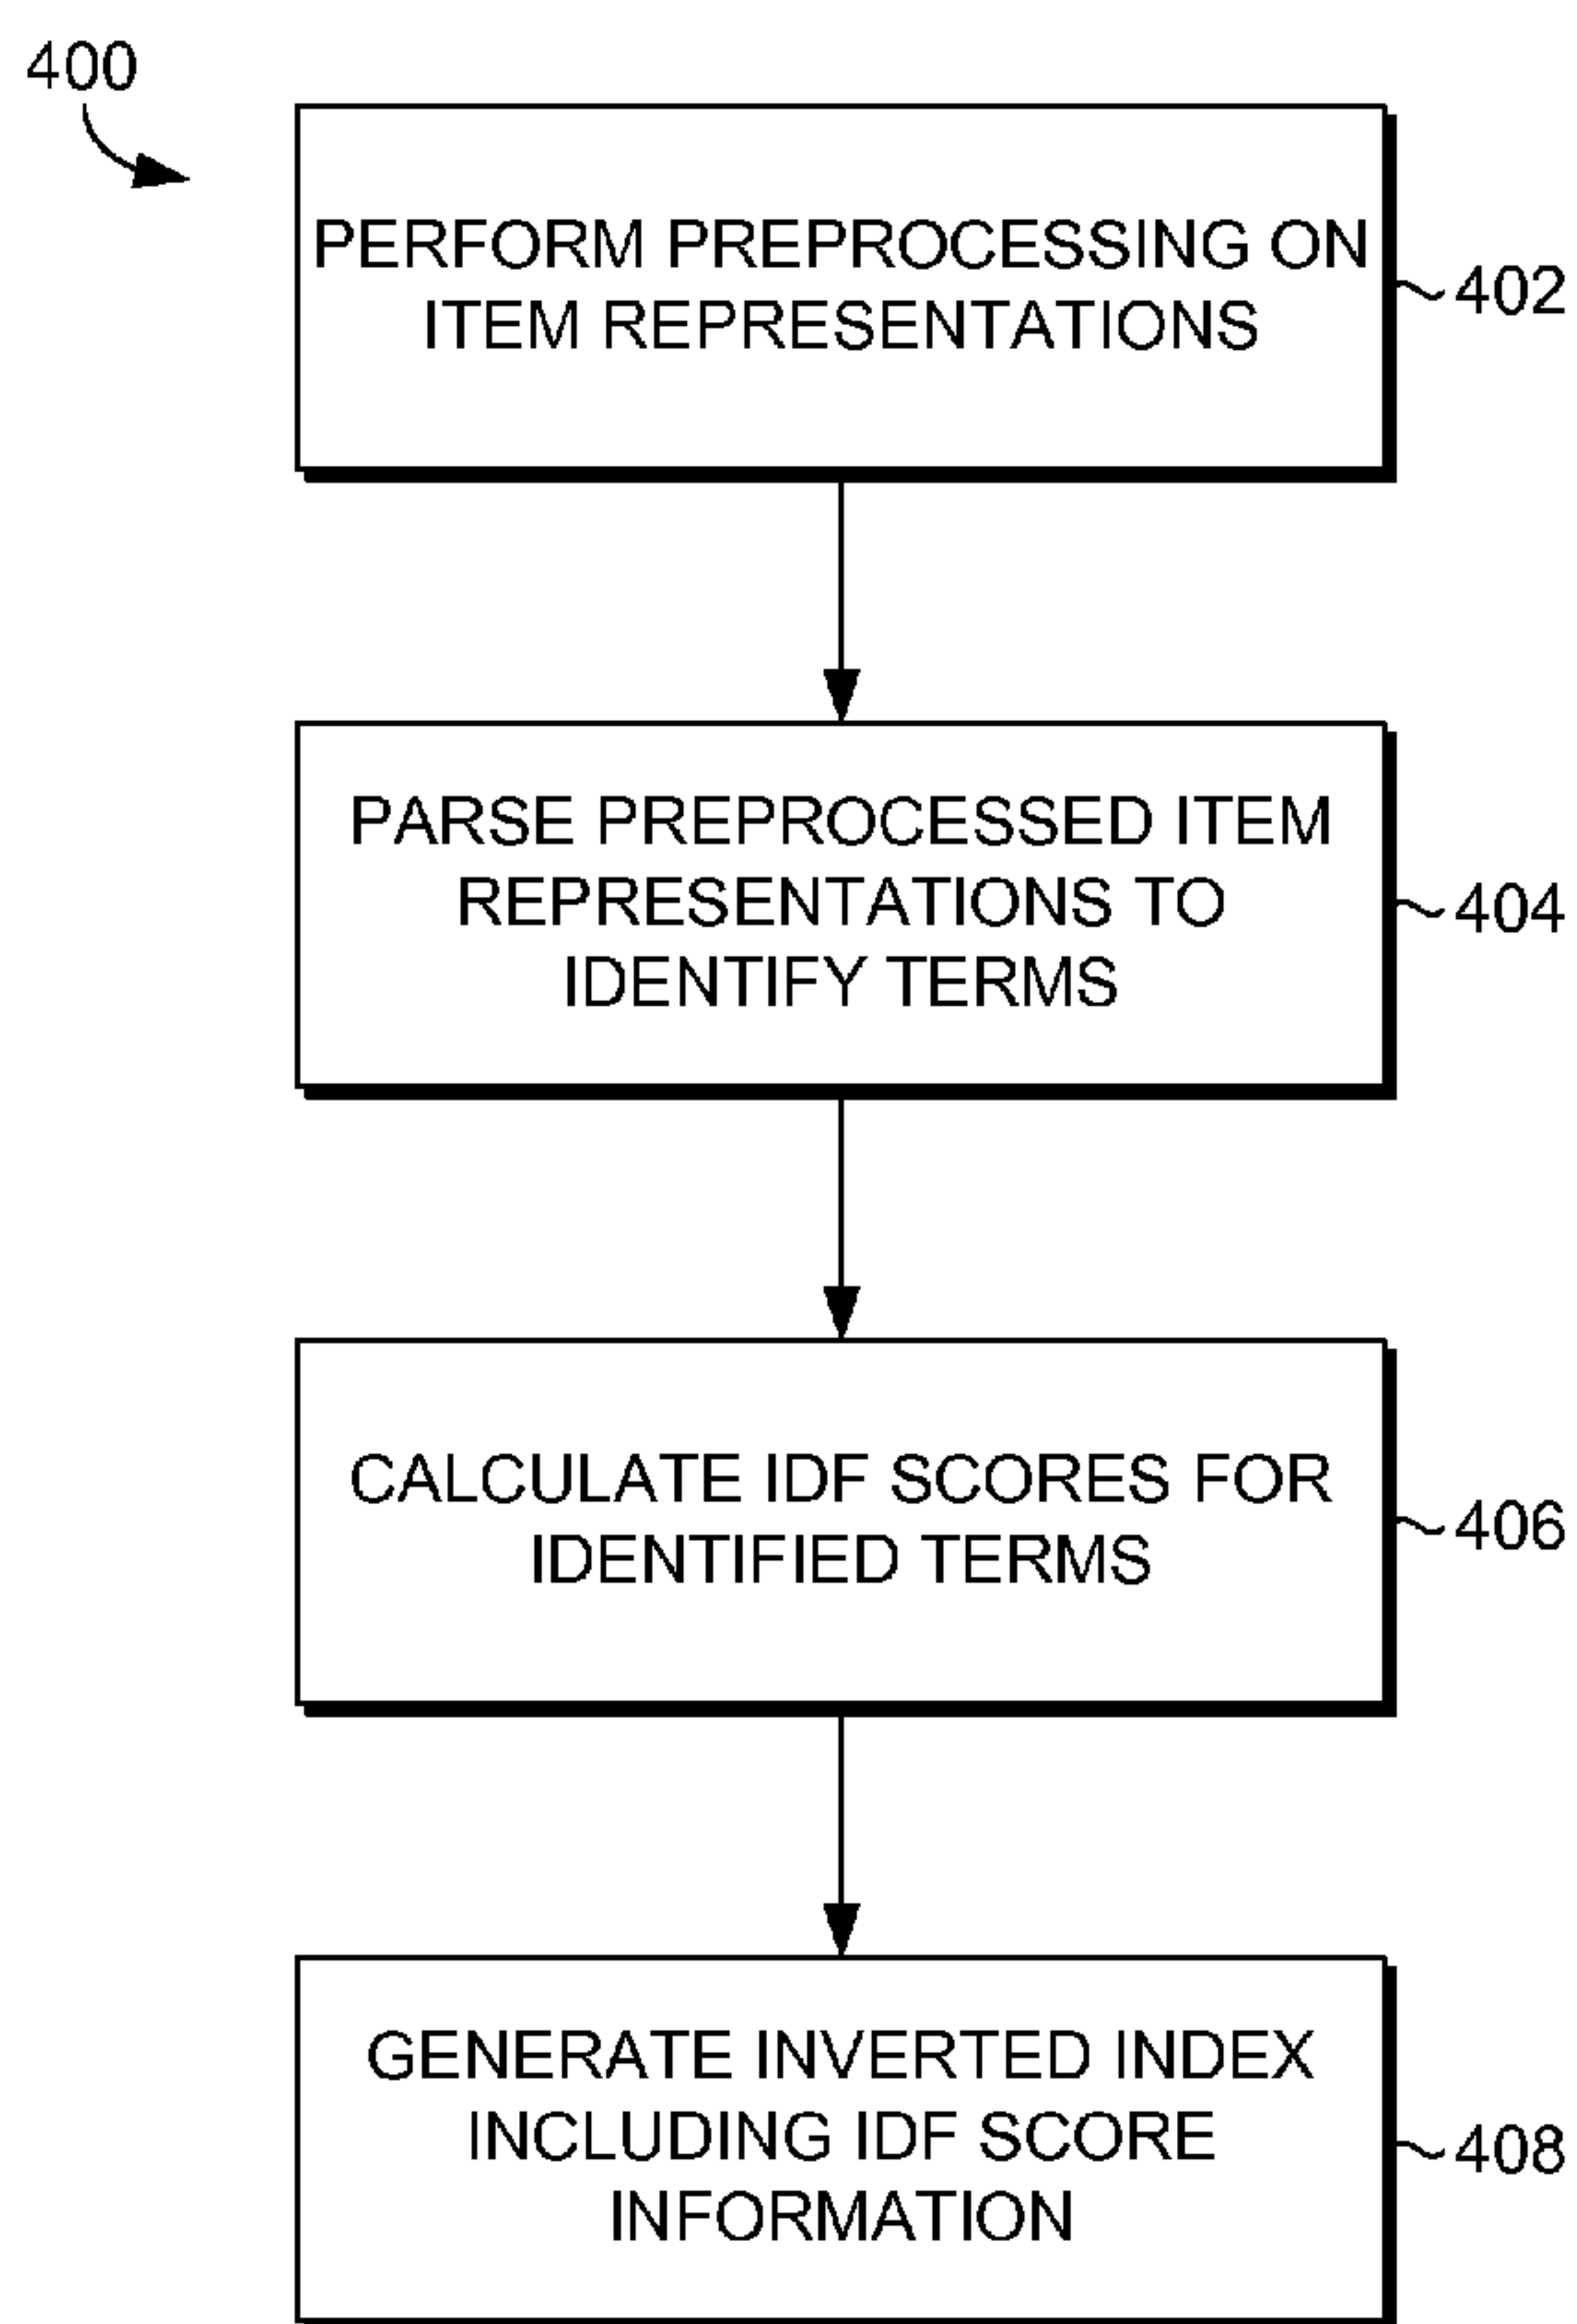 400
PERFORM PREPROCESSING ON
ITEM REPRESENTATIONS
402
PARSE PREPROCESSED ITEM
REPRESENTATIONS TO
IDENTIFY TERMS
404
CALCULATE IDF SCORES FOR
IDENTIFIED TERMS
406
GENERATE INVERTED INDEX
INCLUDING IDF SCORE
INFORMATION
408